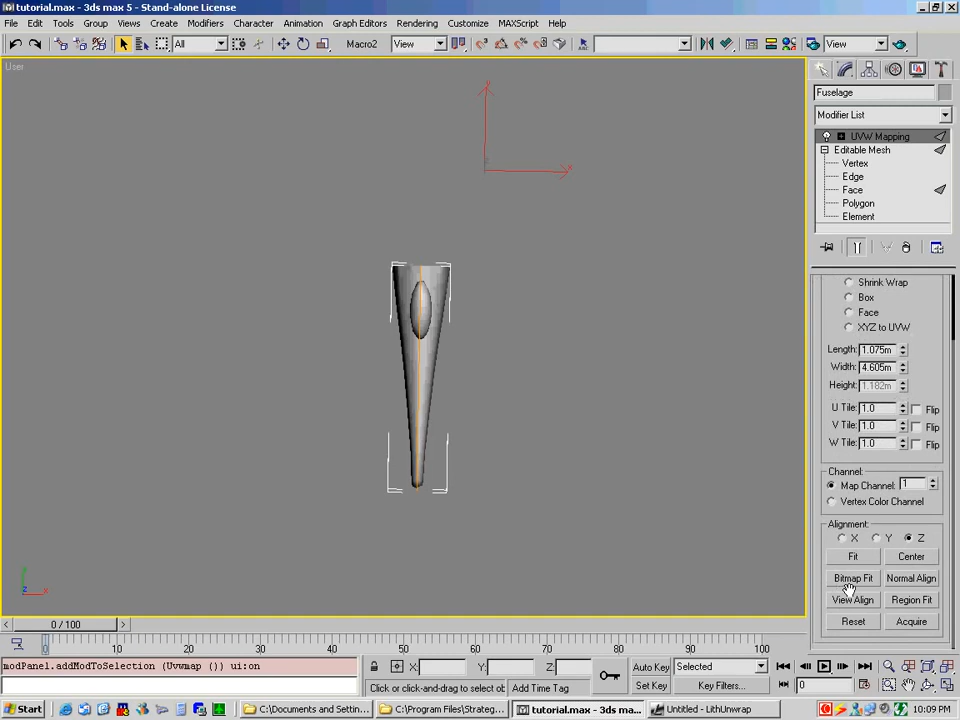 tutorial.max - 3ds max 5 - Stand-alone License
File Edit Tools Group Views Create Modifiers Character Animation Graph Editors Rendering Customize MAXScript Help
All Macro2 View View
User
y
x
z
Fuselage
Modifier List
UVW Mapping
Editable Mesh
Vertex
Edge
Face
Polygon
Element
Shrink Wrap
Box
Face
XYZ to UVW
Length: 1.075m
Width: 4.605m
Height: 1.182m
U Tile: 1.0 Flip
V Tile: 1.0 Flip
W Tile: 1.0 Flip
Channel:
Map Channel: 1
Vertex Color Channel
Alignment:
X Y Z
Fit Center
Bitmap Fit Normal Align
View Align Region Fit
Reset Acquire
y
z x
0 / 100
0 10 20 30 40 50 60 70 80 90 100
modPanel.addModToSelection (Uvwmap ()) ui:on
X: Y: Z: Auto Key Selected
Click or click-and-drag to select ob Add Time Tag Set Key Key Filters... 0
Start C:\Documents and Settin... C:\Program Files\Strateg... tutorial.max - 3ds ma... Untitled - LithUnwrap 10:09 PM